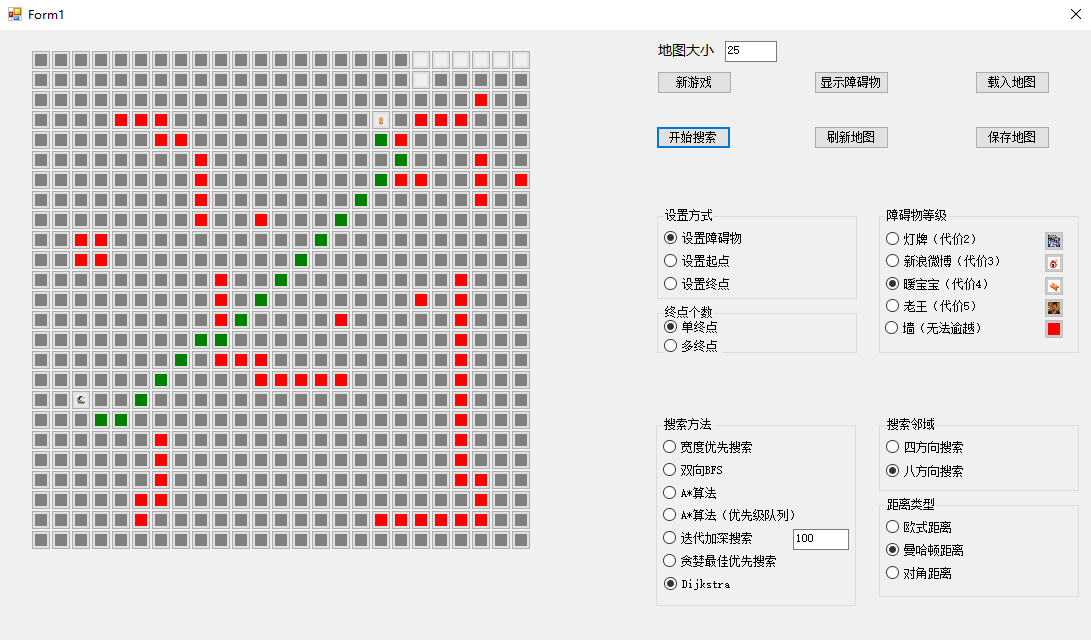 Form1
地图大小 25
新游戏 显示障碍物 载入地图
开始搜索 刷新地图 保存地图
设置方式
设置障碍物
设置起点
设置终点
终点个数
单终点
多终点
障碍物等级
灯牌（代价2）
新浪微博（代价3）
暖宝宝（代价4）
老王（代价5）
墙（无法逾越）
搜索方法
宽度优先搜索
双向BFS
A*算法
A*算法（优先级队列）
迭代加深搜索 100
贪婪最佳优先搜索
Dijkstra
搜索邻域
四方向搜索
八方向搜索
距离类型
欧式距离
曼哈顿距离
对角距离